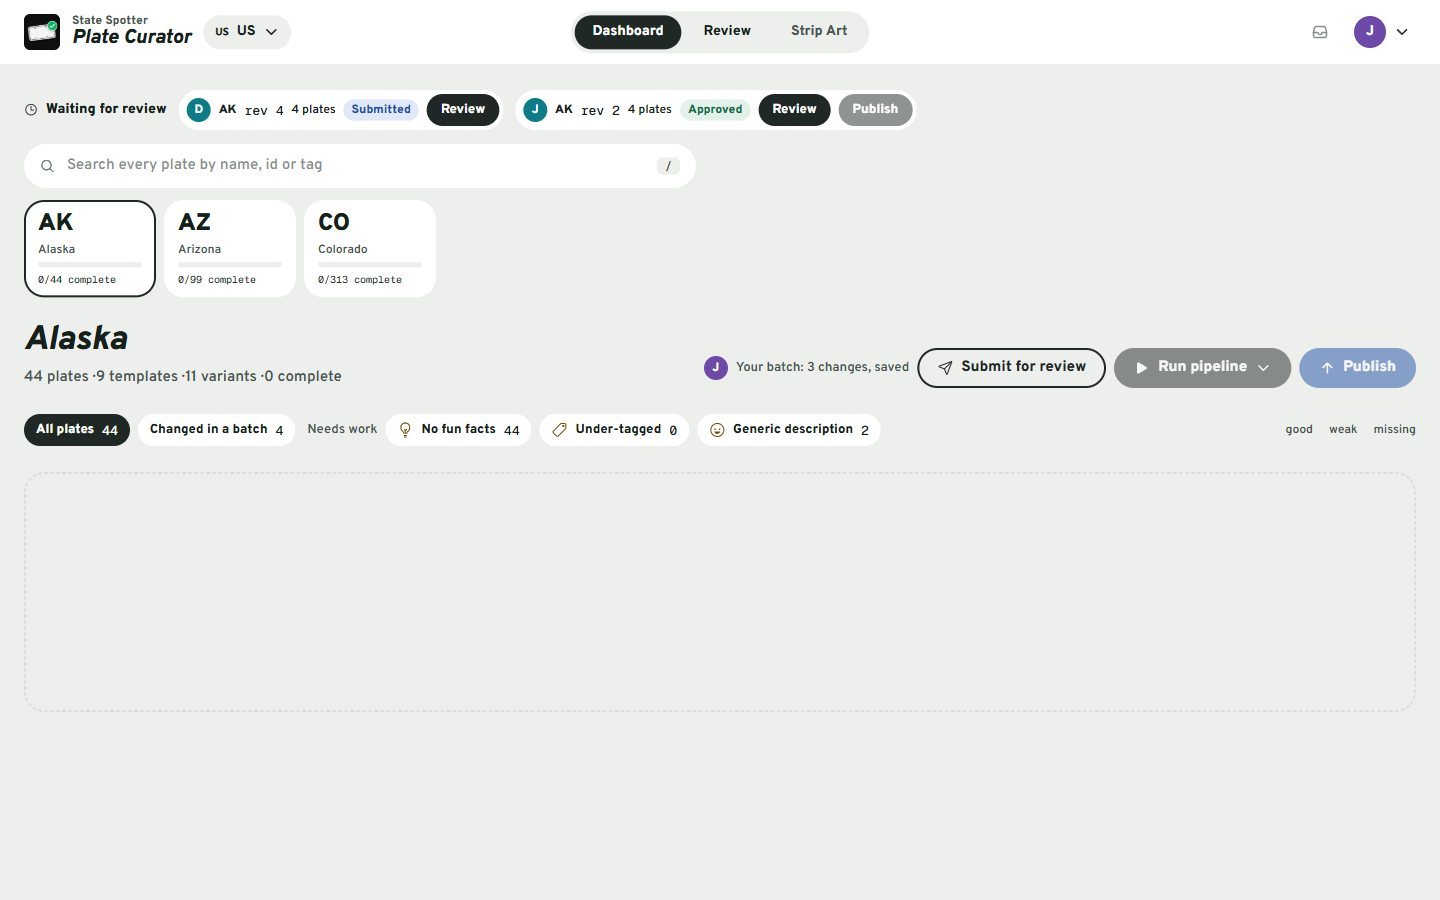 State Spotter
Plate Curator
US US
Dashboard Review Strip Art
J
Waiting for review
D AK rev 4 4 plates Submitted Review
J AK rev 2 4 plates Approved Review Publish
Search every plate by name, id or tag /
AK
Alaska
0/44 complete
AZ
Arizona
0/99 complete
CO
Colorado
0/313 complete
Alaska
44 plates ·9 templates ·11 variants ·0 complete
J Your batch: 3 changes, saved Submit for review Run pipeline Publish
All plates 44 Changed in a batch 4 Needs work No fun facts 44 Under-tagged 0 Generic description 2 good weak missing